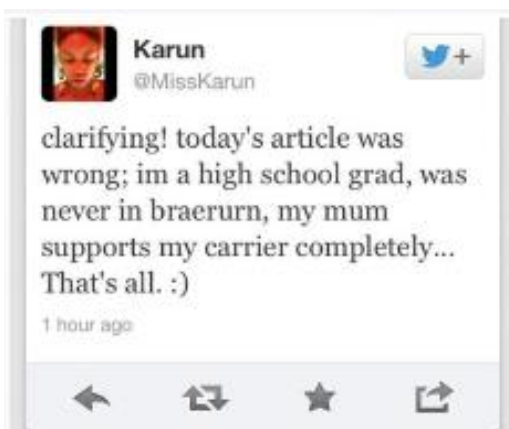 Karun
@MissKarun
clarifying! today's article was
wrong; im a high school grad, was
never in braerurn, my mum
supports my carrier completely...
That's all. :)
1 hour ago